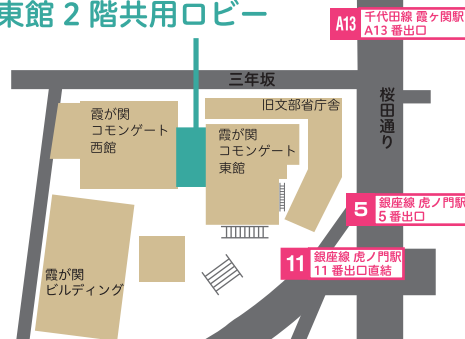 東館 2 階共用ロビー
A13 千代田線 霞ヶ関駅
A13 番出口
三年坂
旧文部省庁舎
桜田通り
霞が関
コモンゲート
西館
霞が関
コモンゲート
東館
5 銀座線 虎ノ門駅
5 番出口
11 銀座線 虎ノ門駅
11 番出口直結
霞が関
ビルディング